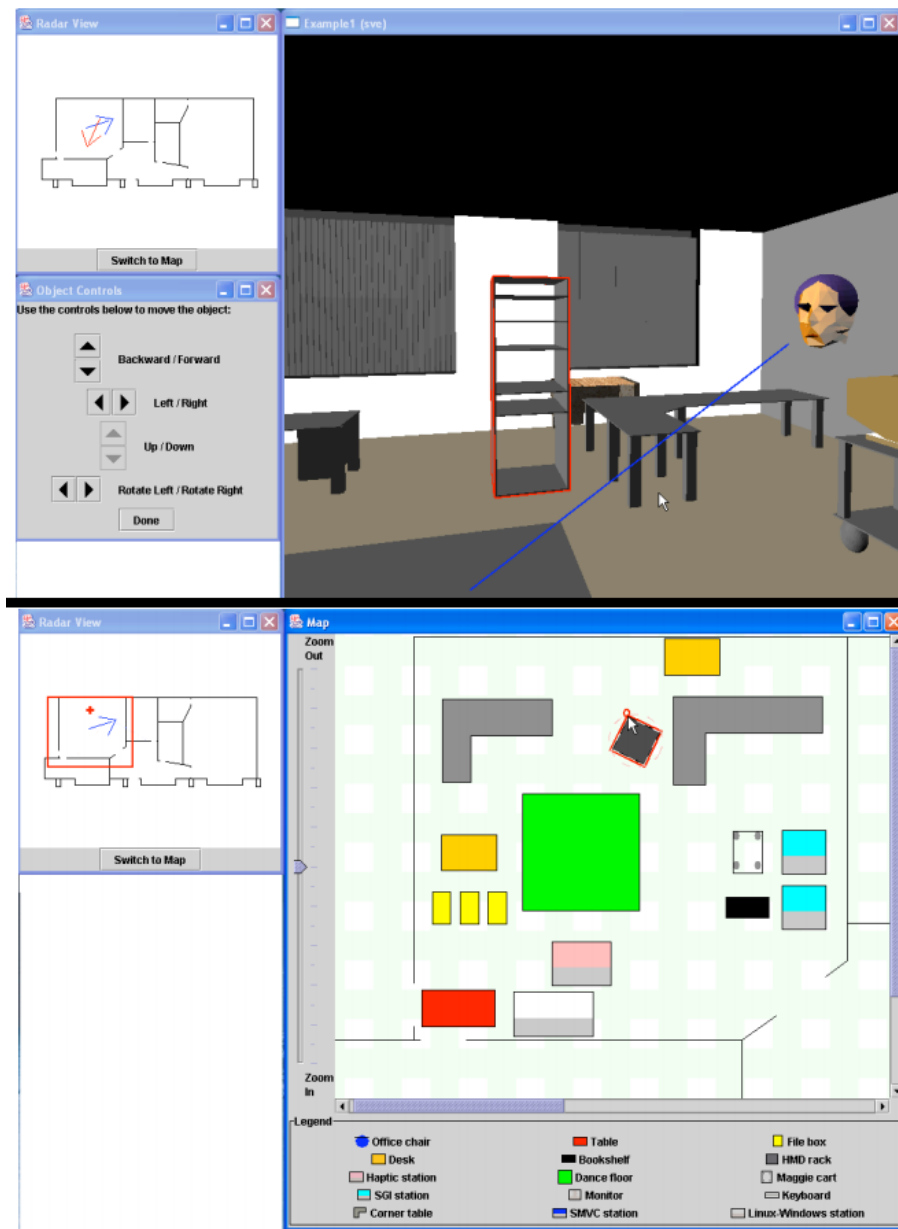 Radar View
Example1 (sve)
Switch to Map
Object Controls
Use the controls below to move the object:
Backward / Forward
Left / Right
Up / Down
Rotate Left / Rotate Right
Done
Radar View
Map
Switch to Map
Zoom
Out
Zoom
In
Legend
Office chair Table File box
Desk Bookshelf HMD rack
Haptic station Dance floor Maggie cart
SGI station Monitor Keyboard
Corner table SMVC station Linux-Windows station